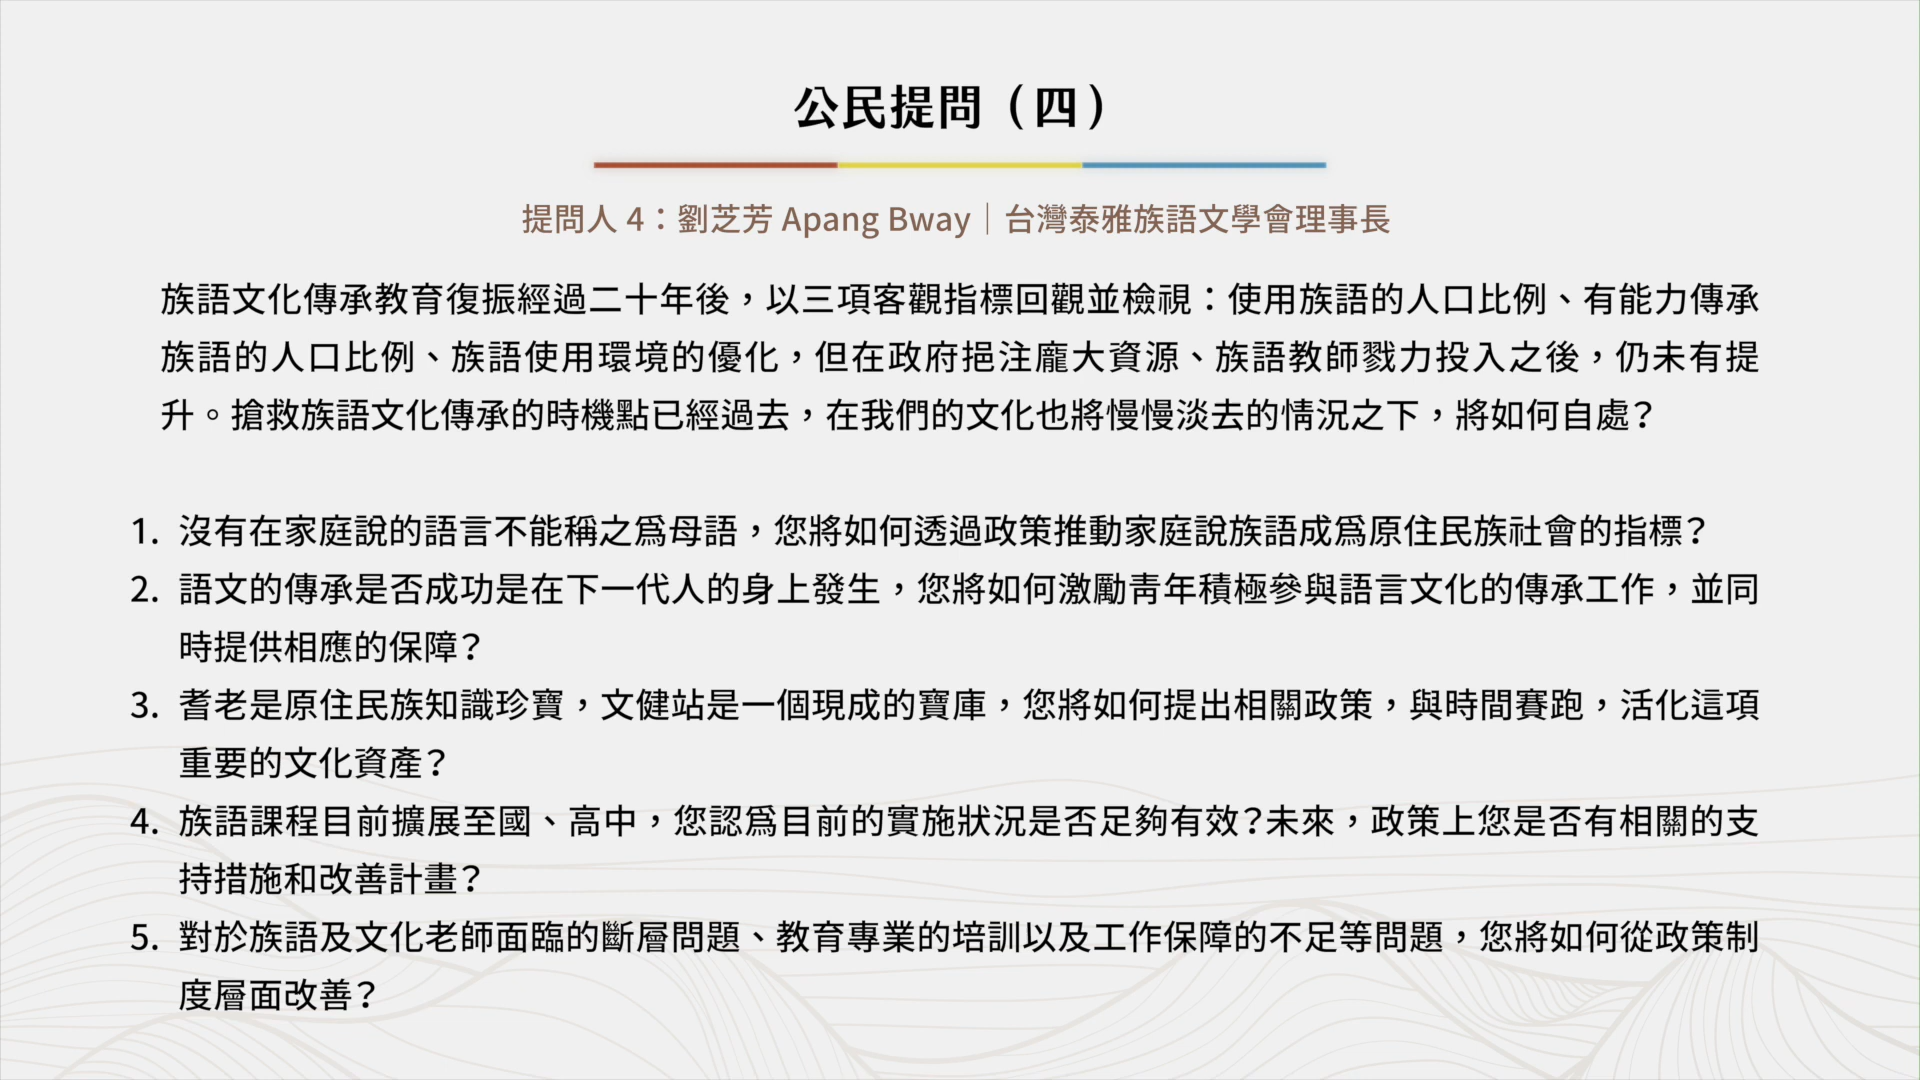 公民提問（四）
提問人 4：劉芝芳 Apang Bway｜台灣泰雅族語文學會理事長
族語文化傳承教育復振經過二十年後，以三項客觀指標回觀並檢視：使用族語的人口比例、有能力傳承
族語的人口比例、族語使用環境的優化，但在政府挹注龐大資源、族語教師戮力投入之後，仍未有提
升。搶救族語文化傳承的時機點已經過去，在我們的文化也將慢慢淡去的情況之下，將如何自處？
1. 沒有在家庭說的語言不能稱之為母語，您將如何透過政策推動家庭說族語成為原住民族社會的指標？
2. 語文的傳承是否成功是在下一代人的身上發生，您將如何激勵青年積極參與語言文化的傳承工作，並同
時提供相應的保障？
3. 耆老是原住民族知識珍寶，文健站是一個現成的寶庫，您將如何提出相關政策，與時間賽跑，活化這項
重要的文化資產？
4. 族語課程目前擴展至國、高中，您認為目前的實施狀況是否足夠有效？未來，政策上您是否有相關的支
持措施和改善計畫？
5. 對於族語及文化老師面臨的斷層問題、教育專業的培訓以及工作保障的不足等問題，您將如何從政策制
度層面改善？